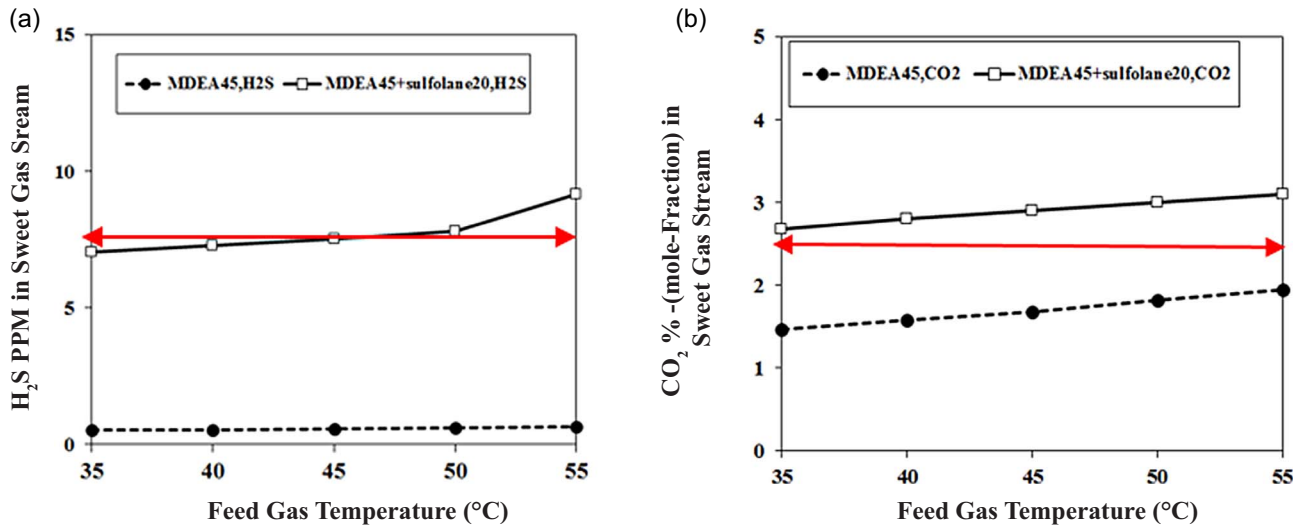 (a)
15
10
5
0
H₂S PPM in Sweet Gas Sream
MDEA45,H2S MDEA45+sulfolane20,H2S
35 40 45 50 55
Feed Gas Temperature (°C)
(b)
5
4
3
2
1
0
CO₂ % -(mole-Fraction) in
Sweet Gas Stream
MDEA45,CO2 MDEA45+sulfolane20,CO2
35 40 45 50 55
Feed Gas Temperature (°C)